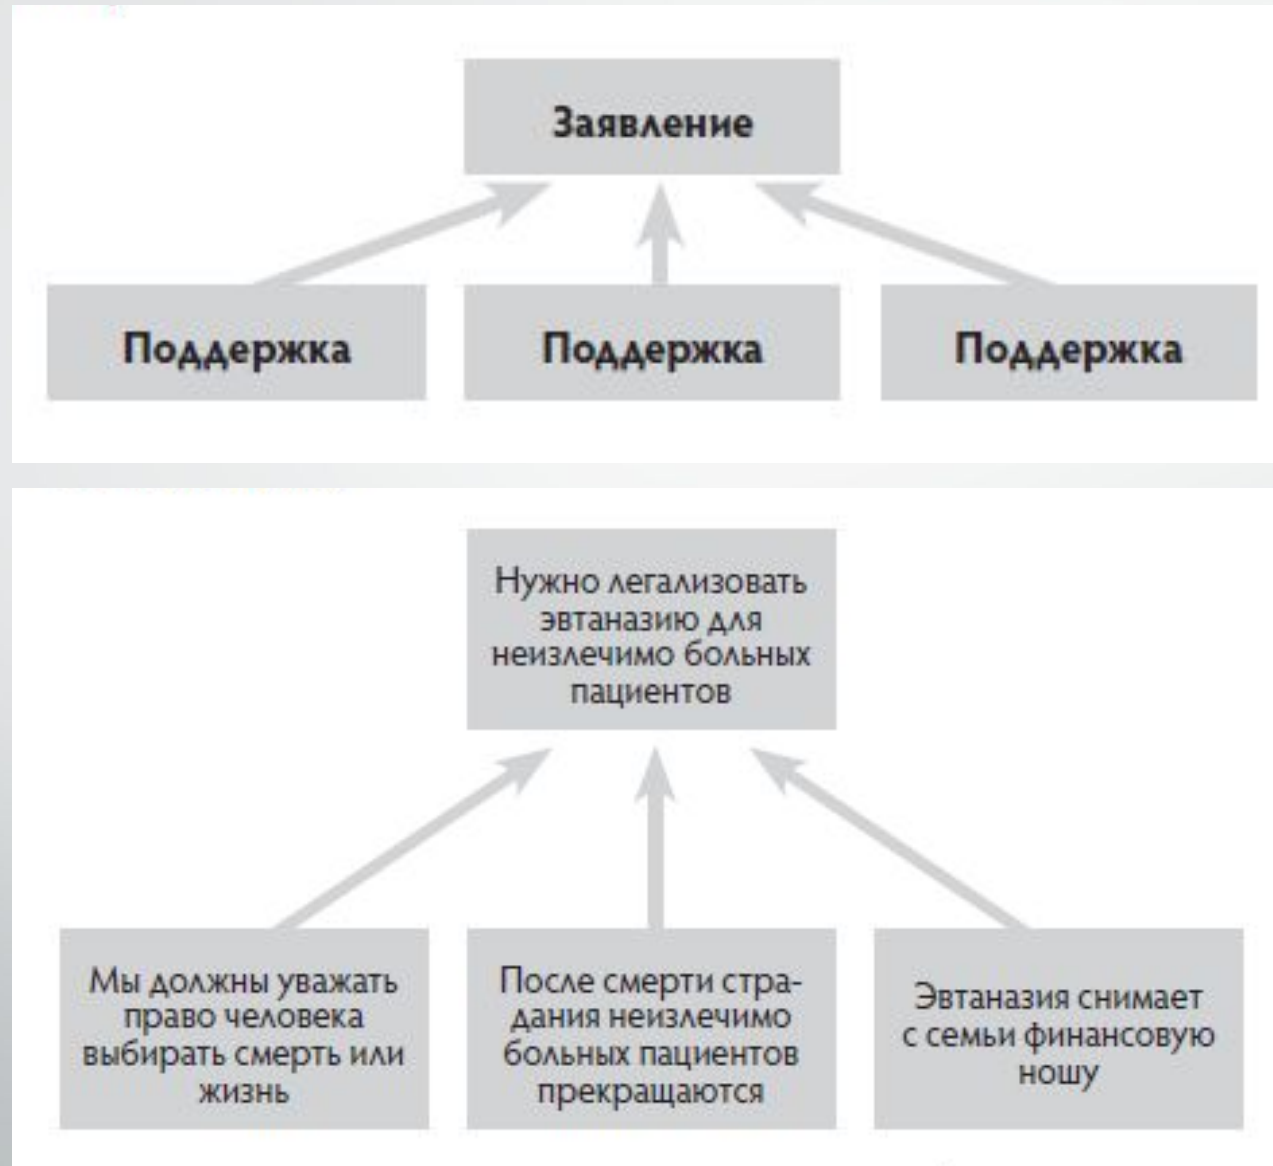 Заявление
Поддержка
Поддержка
Поддержка
Нужно легализовать
эвтаназию для
неизлечимо больных
пациентов
Мы должны уважать
право человека
выбирать смерть или
жизнь
После смерти стра-
дания неизлечимо
больных пациентов
прекращаются
Эвтаназия снимает
с семьи финансовую
ношу